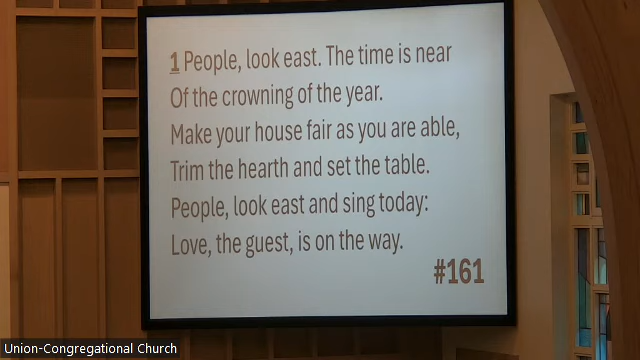 1 People, look east. The time is near
Of the crowning of the year.
Make your house fair as you are able,
Trim the hearth and set the table.
People, look east and sing today:
Love, the guest, is on the way.
#161
Union-Congregational Church